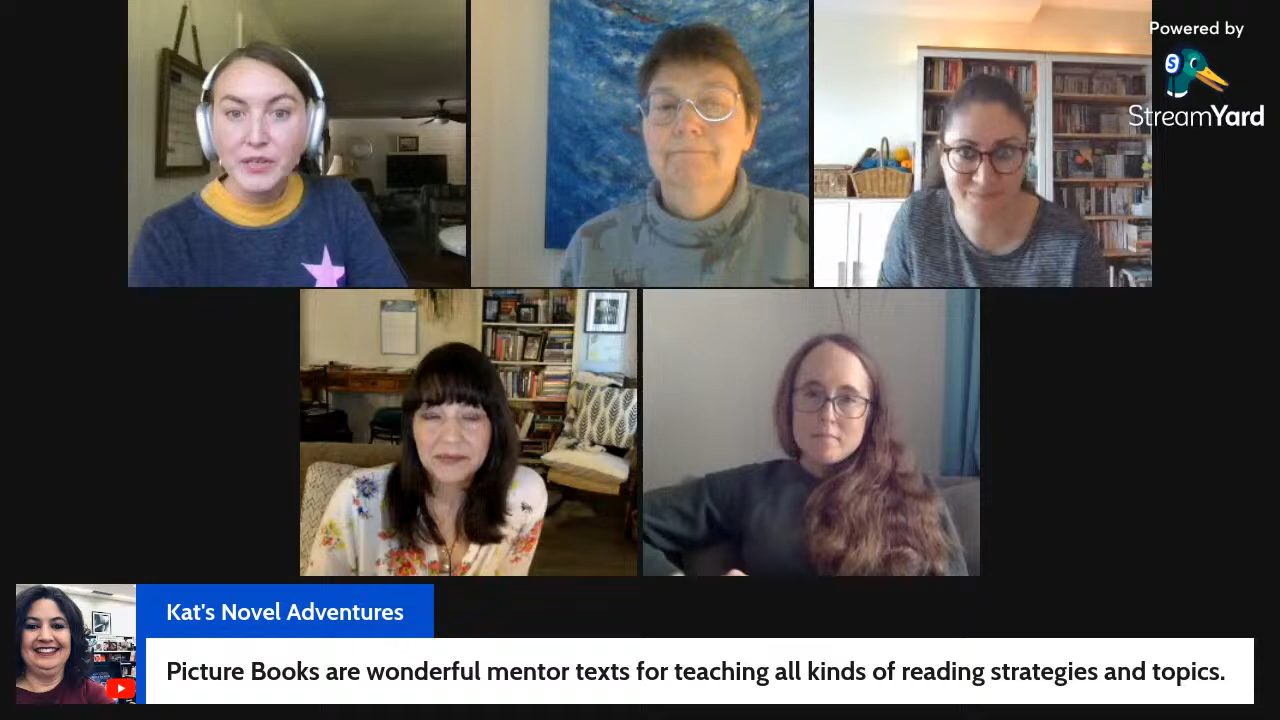 Powered by
S
StreamYard
Kat's Novel Adventures
Picture Books are wonderful mentor texts for teaching all kinds of reading strategies and topics.